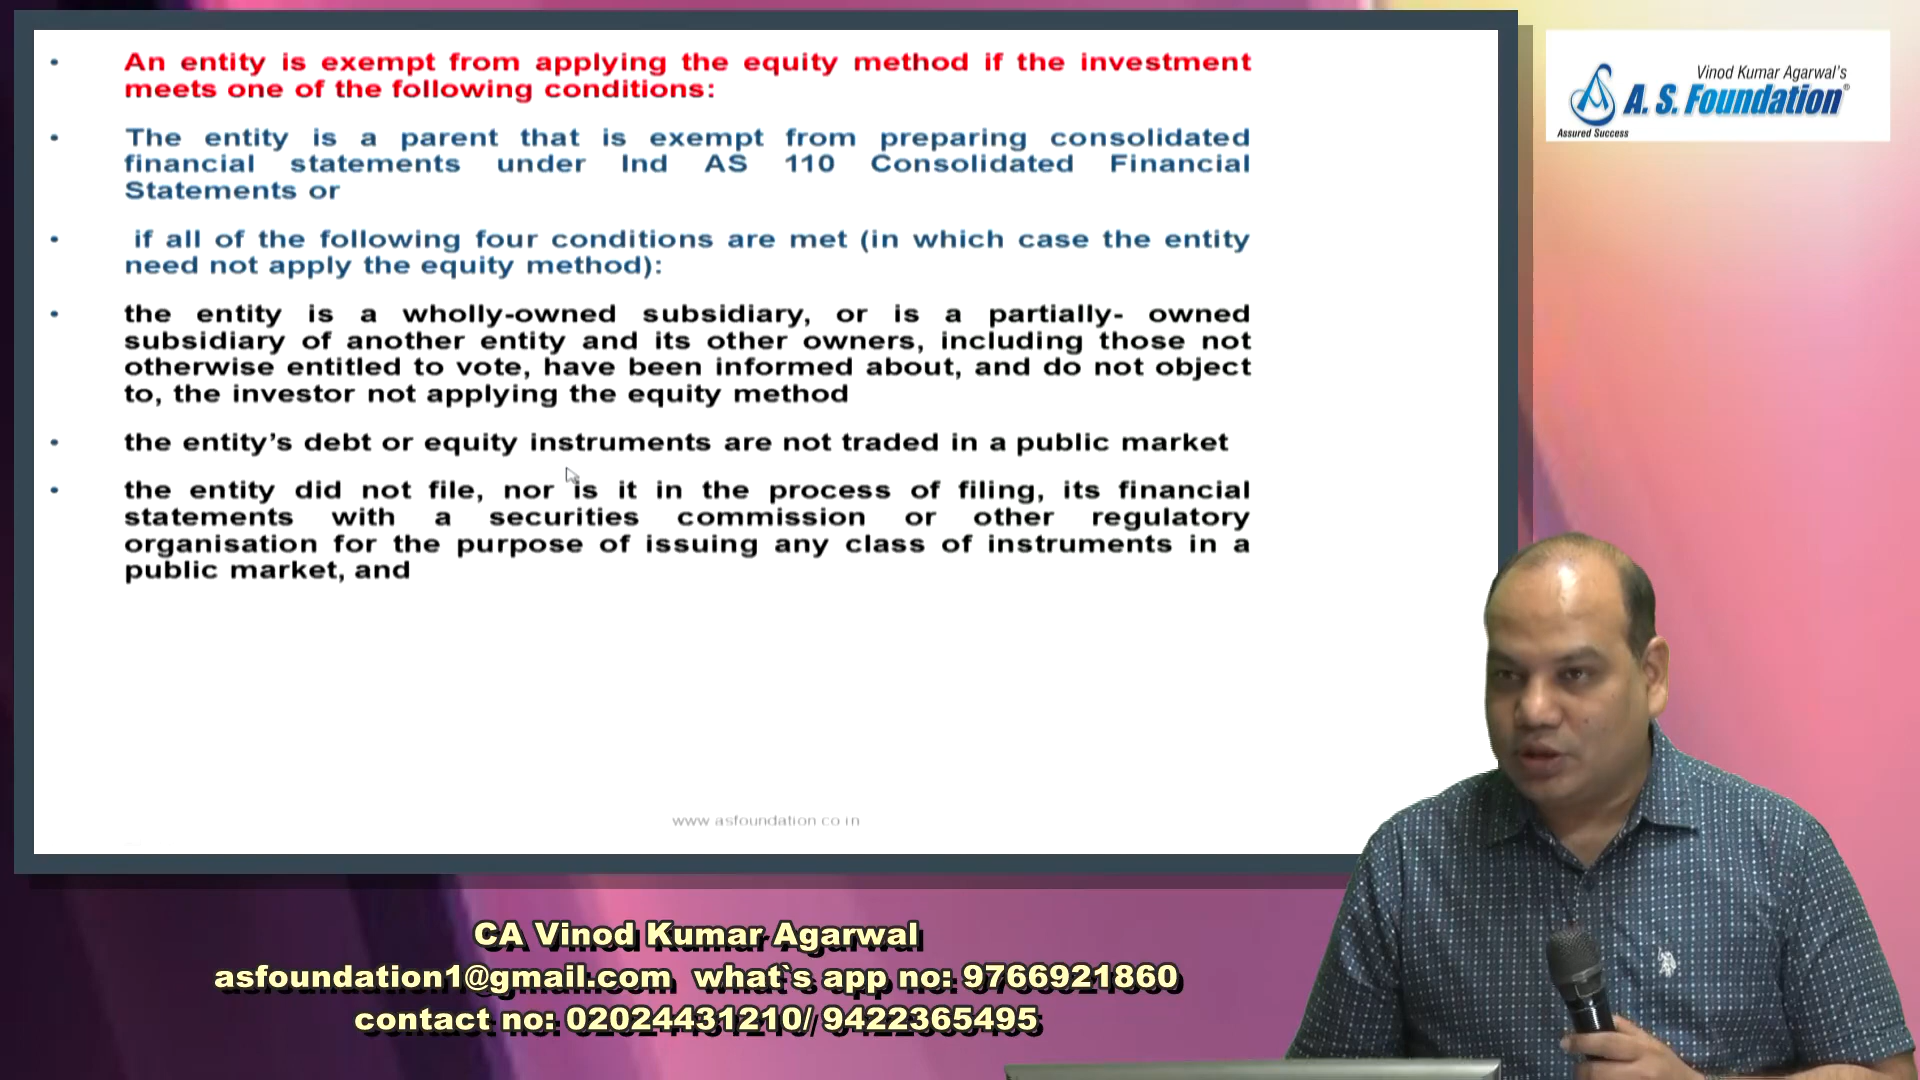 • An entity is exempt from applying the equity method if the investment
meets one of the following conditions:
• The entity is a parent that is exempt from preparing consolidated
financial statements under Ind AS 110 Consolidated Financial
Statements or
• if all of the following four conditions are met (in which case the entity
need not apply the equity method):
• the entity is a wholly-owned subsidiary, or is a partially- owned
subsidiary of another entity and its other owners, including those not
otherwise entitled to vote, have been informed about, and do not object
to, the investor not applying the equity method
• the entity’s debt or equity instruments are not traded in a public market
• the entity did not file, nor is it in the process of filing, its financial
statements with a securities commission or other regulatory
organisation for the purpose of issuing any class of instruments in a
public market, and
www asfoundation co in
Vinod Kumar Agarwal's
A. S. Foundation®
Assured Success
CA Vinod Kumar Agarwal
asfoundation1@gmail.com what`s app no: 9766921860
contact no: 02024431210/ 9422365495